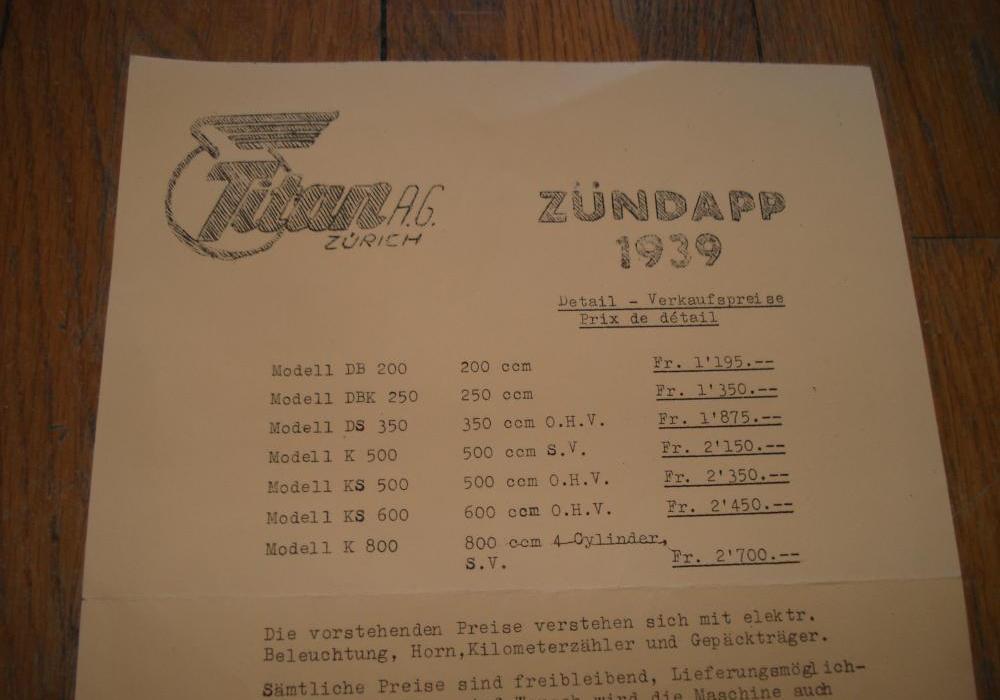 Titan A.G.
ZÜRICH
ZÜNDAPP
1939
Detail - Verkaufspreise
Prix de détail
Modell DB 200 200 ccm Fr. 1'195.--
Modell DBK 250 250 ccm Fr. 1'350.--
Modell DS 350 350 ccm O.H.V. Fr. 1'875.--
Modell K 500 500 ccm S.V. Fr. 2'150.--
Modell KS 500 500 ccm O.H.V. Fr. 2'350.--
Modell KS 600 600 ccm O.H.V. Fr. 2'450.--
Modell K 800 800 ccm 4 Cylinder,
S.V. Fr. 2'700.--
Die vorstehenden Preise verstehen sich mit elektr.
Beleuchtung, Horn,Kilometerzähler und Gepäckträger.
Sämtliche Preise sind freibleibend, Lieferungsmöglich-
wird die Maschine auch